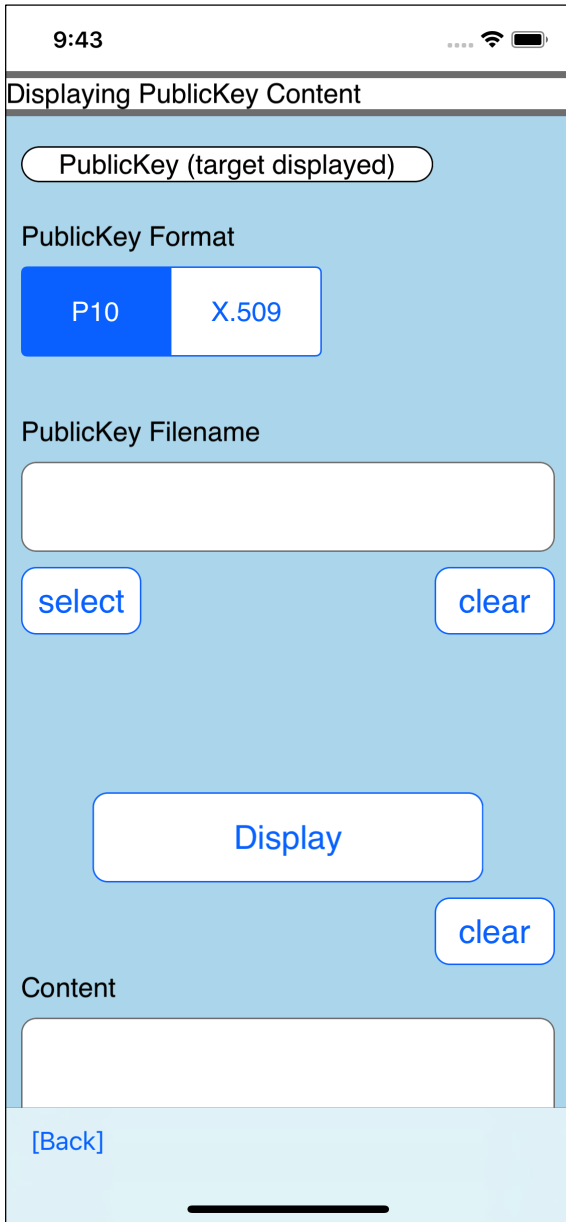 9:43
Displaying PublicKey Content
PublicKey (target displayed)
PublicKey Format
P10 X.509
PublicKey Filename
select clear
Display
clear
Content
[Back]